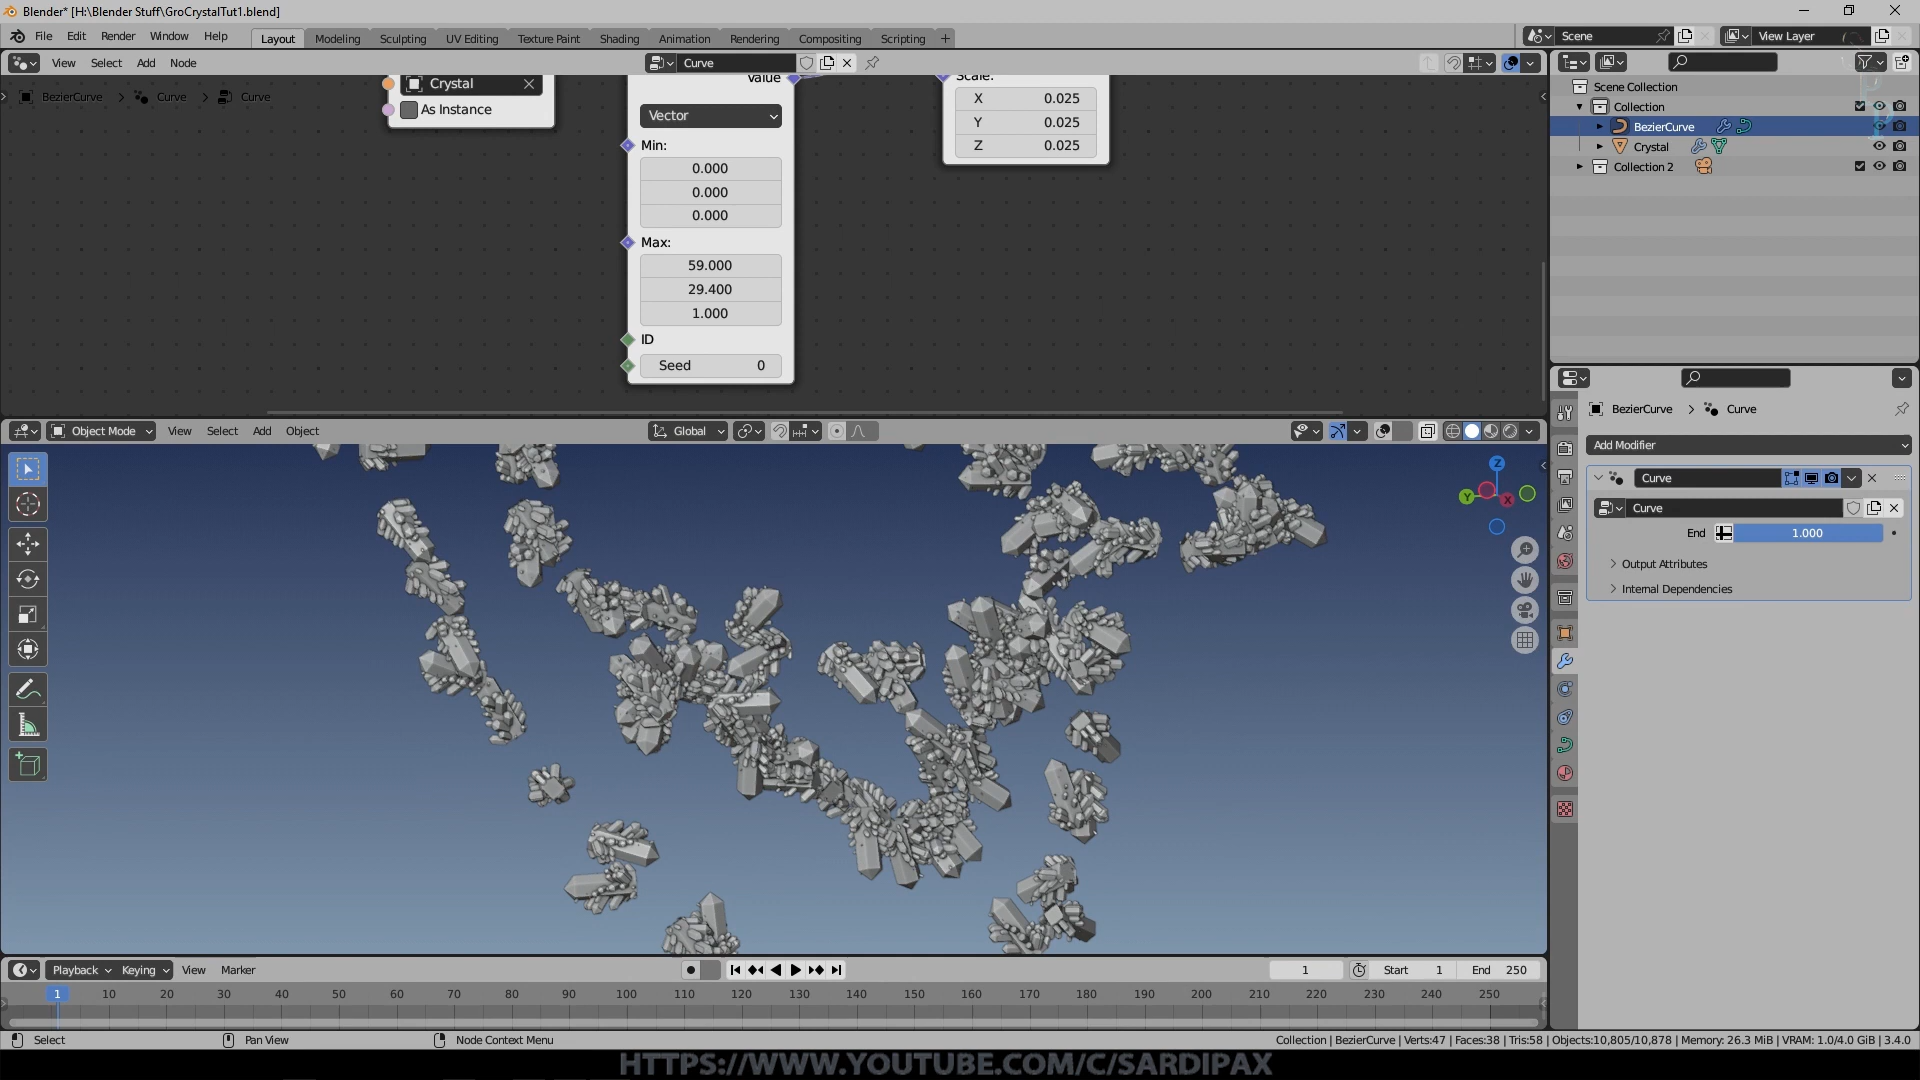 Blender* [H:\Blender Stuff\GroCrystalTut1.blend]
File Edit Render Window Help Layout Modeling Sculpting UV Editing Texture Paint Shading Animation Rendering Compositing Scripting + Scene View Layer
View Select Add Node Curve
BezierCurve > Curve > Curve
Crystal
As Instance
Value
Vector
Min:
0.000
0.000
0.000
Max:
59.000
29.400
1.000
ID
Seed 0
Scale:
X 0.025
Y 0.025
Z 0.025
Scene Collection
Collection
BezierCurve
Crystal
Collection 2
BezierCurve > Curve
Add Modifier
Curve
Curve
End 1.000
Output Attributes
Internal Dependencies
Object Mode View Select Add Object Global
Z
Y
X
Playback Keying View Marker 1 Start 1 End 250
1 10 20 30 40 50 60 70 80 90 100 110 120 130 140 150 160 170 180 190 200 210 220 230 240 250
Select Pan View Node Context Menu Collection | BezierCurve | Verts:47 | Faces:38 | Tris:58 | Objects:10,805/10,878 | Memory: 26.3 MiB | VRAM: 1.0/4.0 GiB | 3.4.0
HTTPS://WWW.YOUTUBE.COM/C/SARDIPAX